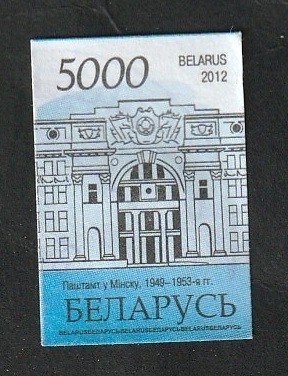 5000 BELARUS
2012
Паштамт у Мінску, 1949–1953-я гг.
БЕЛАРУСЬ
BELARUSБЕЛАРУСЬBELARUSБЕЛАРУСЬBELARUSБЕЛАРУСЬ